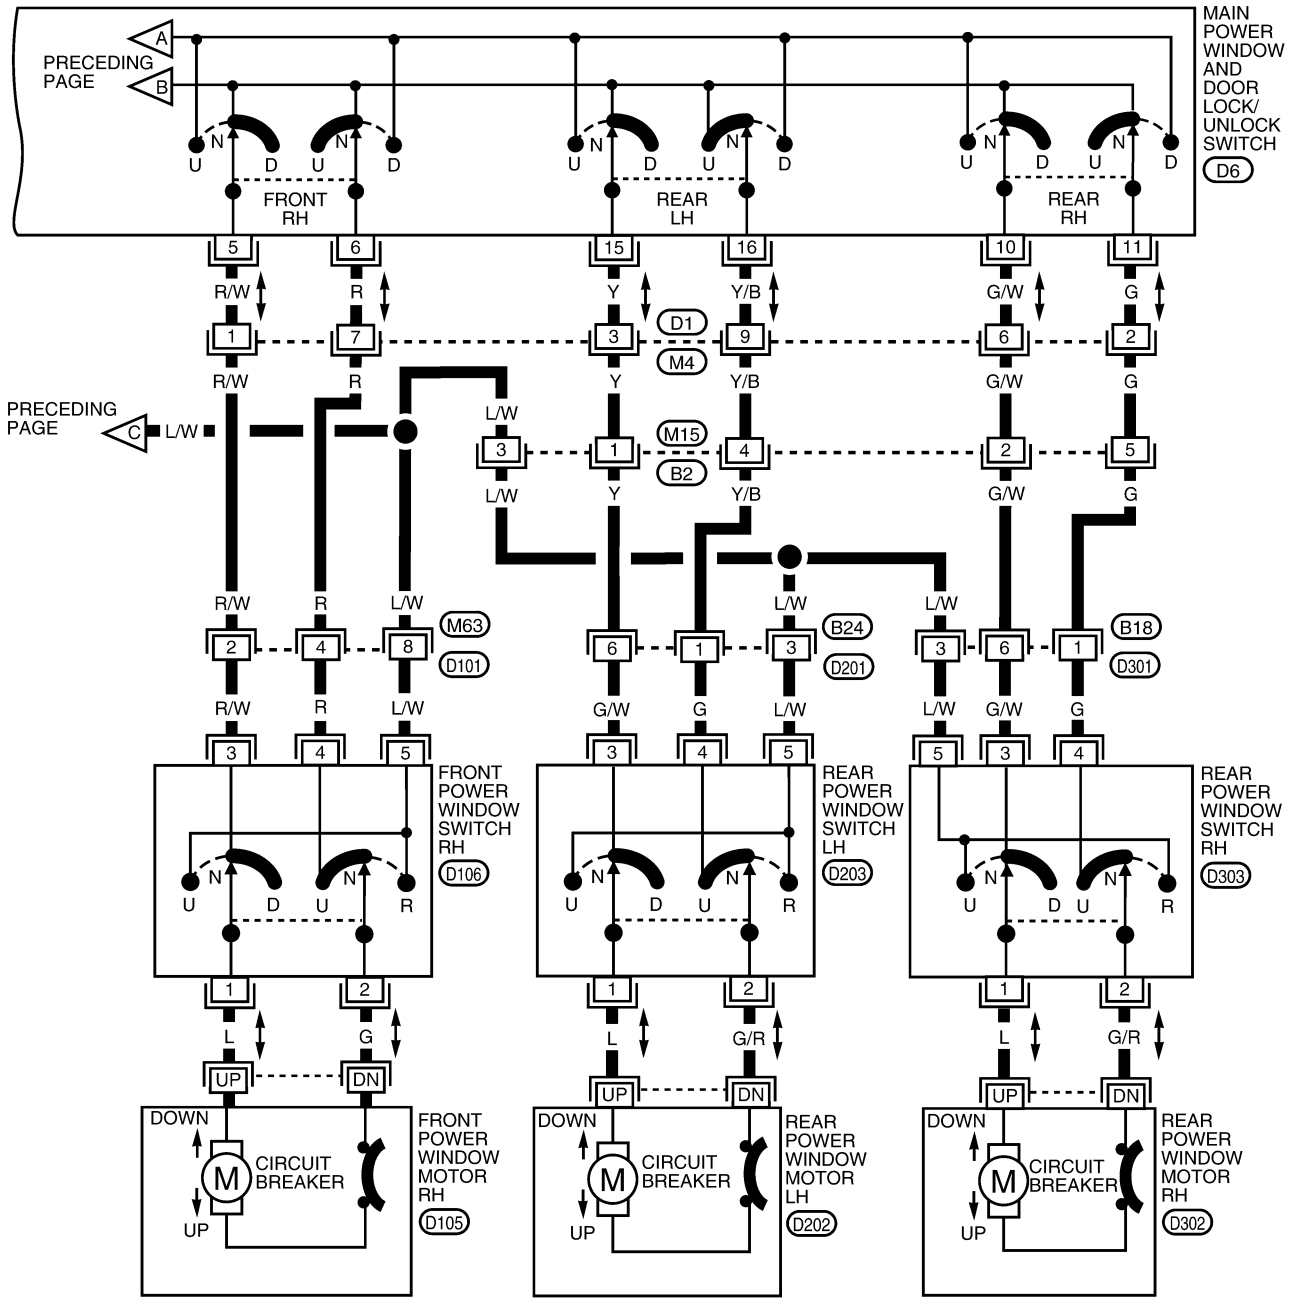 MAIN
POWER
WINDOW
AND
DOOR
LOCK/
UNLOCK
SWITCH
D6
PRECEDING
PAGE
A
B
U N D U N D
U N D U N D
U N D U N D
FRONT
RH
REAR
LH
REAR
RH
5 6 15 16 10 11
R/W R Y Y/B G/W G
D1
1 7 3 9 6 2
M4
R/W R Y Y/B G/W G
PRECEDING
PAGE
C L/W
L/W
M15
3 1 4 2 5
B2
L/W Y Y/B G/W G
R/W R L/W L/W L/W
M63 B24 B18
2 4 8 6 1 3 3 6 1
D101 D201 D301
R/W R L/W G/W G L/W L/W G/W G
3 4 5 3 4 5 5 3 4
FRONT
POWER
WINDOW
SWITCH
RH
D106
REAR
POWER
WINDOW
SWITCH
LH
D203
REAR
POWER
WINDOW
SWITCH
RH
D303
U N D U N R
U N D U N R
U N D U N R
1 2 1 2 1 2
L G L G/R L G/R
UP DN UP DN UP DN
DOWN
M
UP
CIRCUIT
BREAKER
FRONT
POWER
WINDOW
MOTOR
RH
D105
DOWN
M
UP
CIRCUIT
BREAKER
REAR
POWER
WINDOW
MOTOR
LH
D202
DOWN
M
UP
CIRCUIT
BREAKER
REAR
POWER
WINDOW
MOTOR
RH
D302